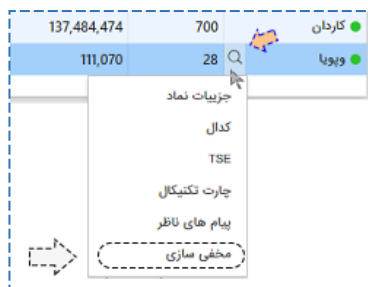 کاردان 700 137,484,474
وپویا 28 111,070
جزییات نماد
کدال
TSE
چارت تکنیکال
پیام های ناظر
مخفی سازی